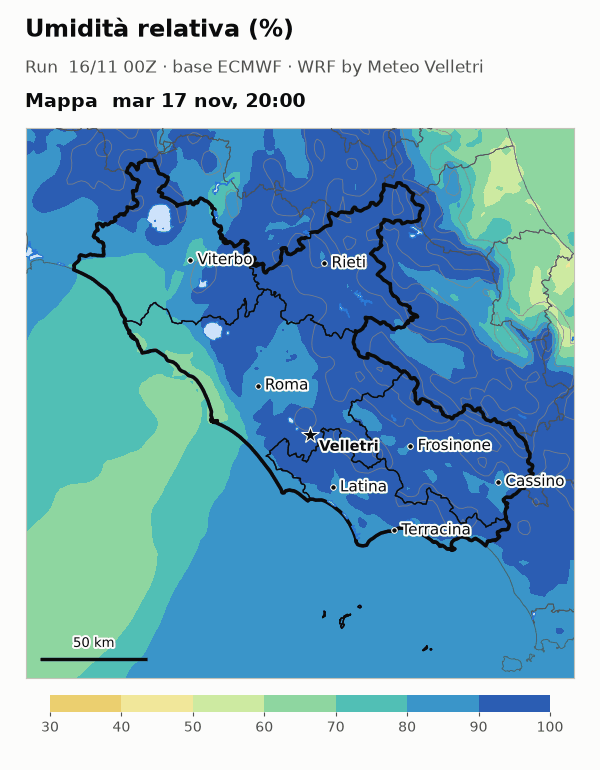 Umidità relativa (%)
Run  16/11 00Z · base ECMWF · WRF by Meteo Velletri
Mappa  mar 17 nov, 20:00
Viterbo
Rieti
Roma
Velletri
Frosinone
Cassino
Latina
Terracina
50 km
30 40 50 60 70 80 90 100